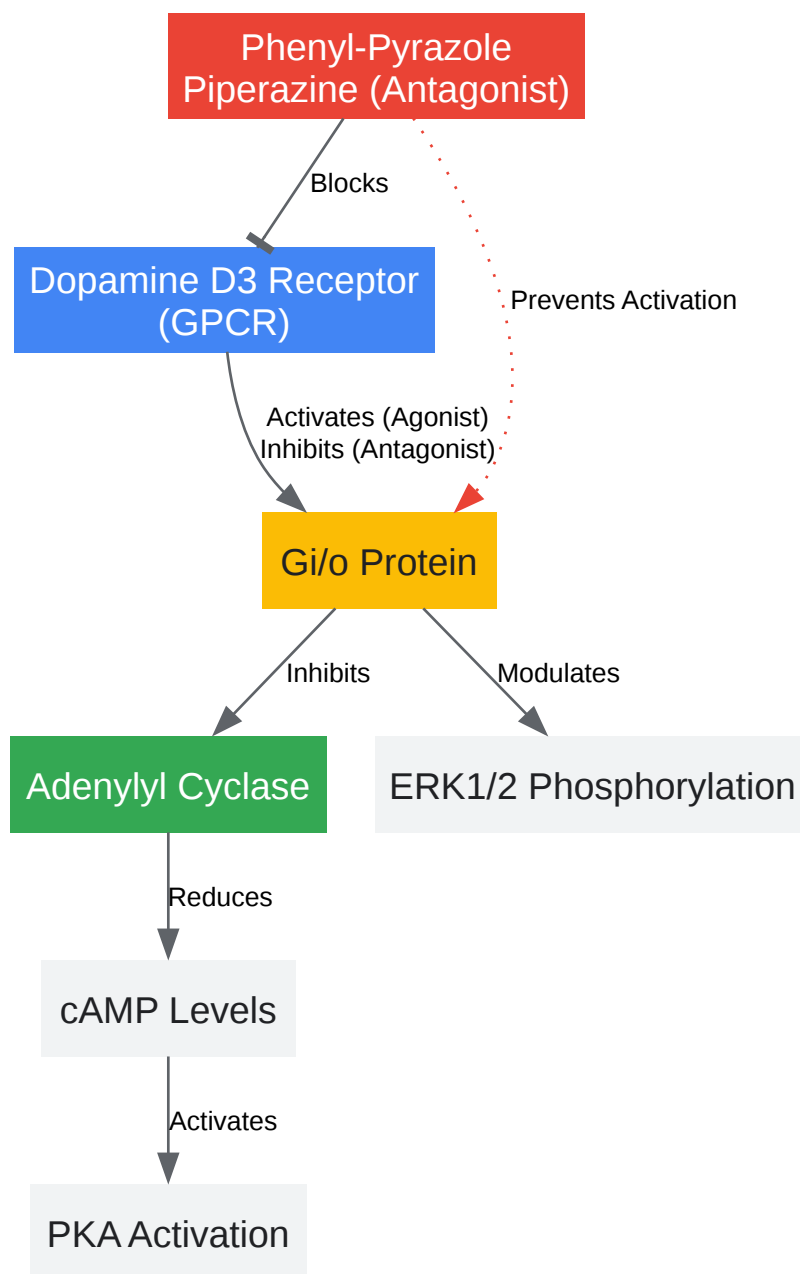 Phenyl-Pyrazole
Piperazine (Antagonist)
Blocks
Dopamine D3 Receptor
(GPCR)
Prevents Activation
Activates (Agonist)
Inhibits (Antagonist)
Gi/o Protein
Inhibits
Modulates
Adenylyl Cyclase
ERK1/2 Phosphorylation
Reduces
cAMP Levels
Activates
PKA Activation